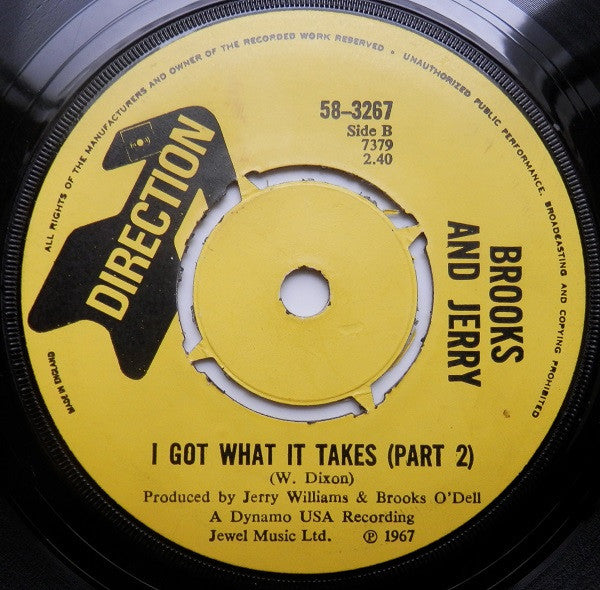 ALL RIGHTS OF THE MANUFACTURERS AND OWNER OF THE RECORDED WORK RESERVED • UNAUTHORIZED PUBLIC PERFORMANCE, BROADCASTING AND COPYING PROHIBITED
DIRECTION
58-3267
Side B
7379
2.40
BROOKS
AND JERRY
MADE IN ENGLAND
I GOT WHAT IT TAKES (PART 2)
(W. Dixon)
Produced by Jerry Williams & Brooks O'Dell
A Dynamo USA Recording
Jewel Music Ltd. ℗ 1967